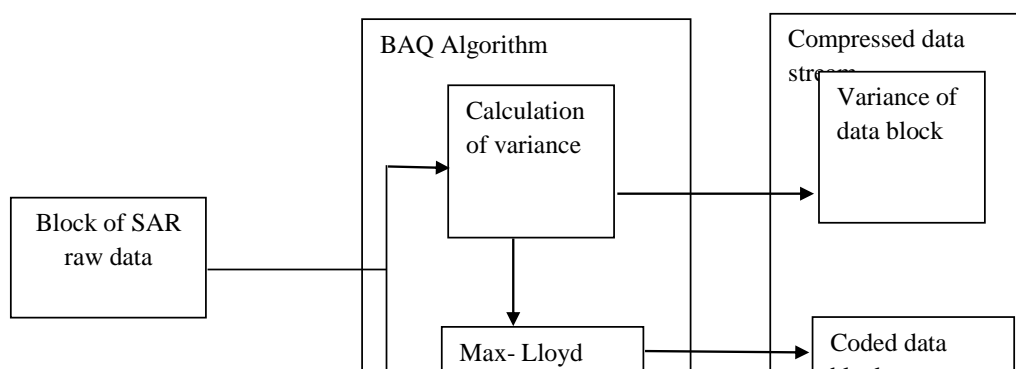 BAQ Algorithm
Compressed data
stream
Calculation
of variance
Variance of
data block
Block of SAR
raw data
Max- Lloyd
Coded data